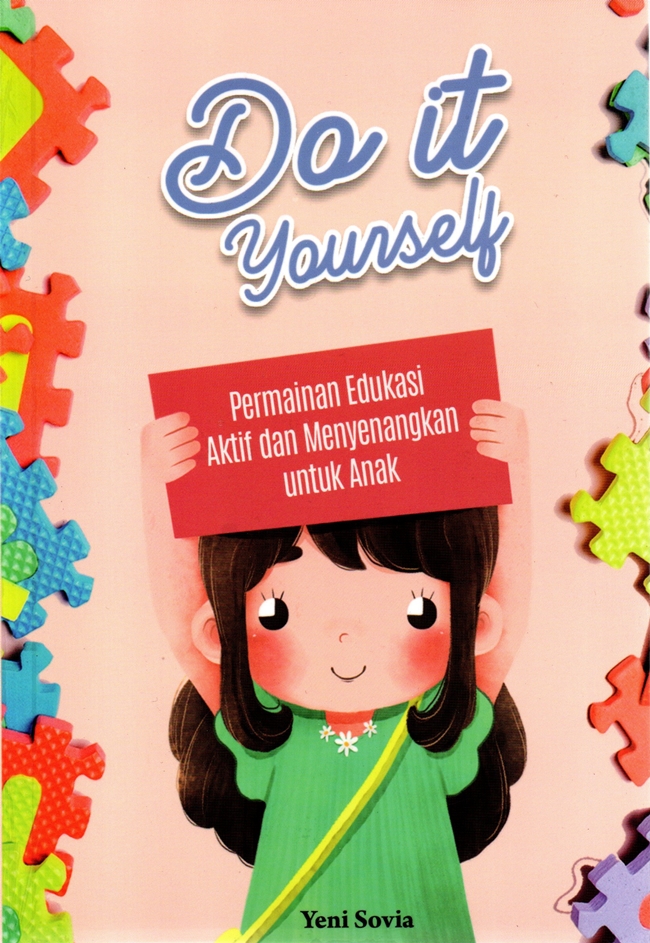 Do it
Yourself
Permainan Edukasi
Aktif dan Menyenangkan
untuk Anak
Yeni Sovia